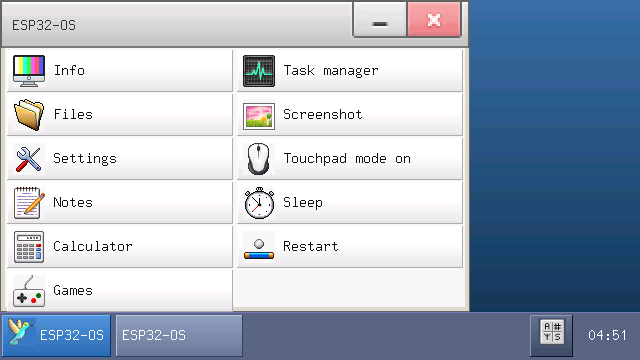 ESP32-OS
Info
Task manager
Files
Screenshot
Settings
Touchpad mode on
Notes
Sleep
Calculator
Restart
Games
ESP32-OS
ESP32-OS
A#
TS
04:51